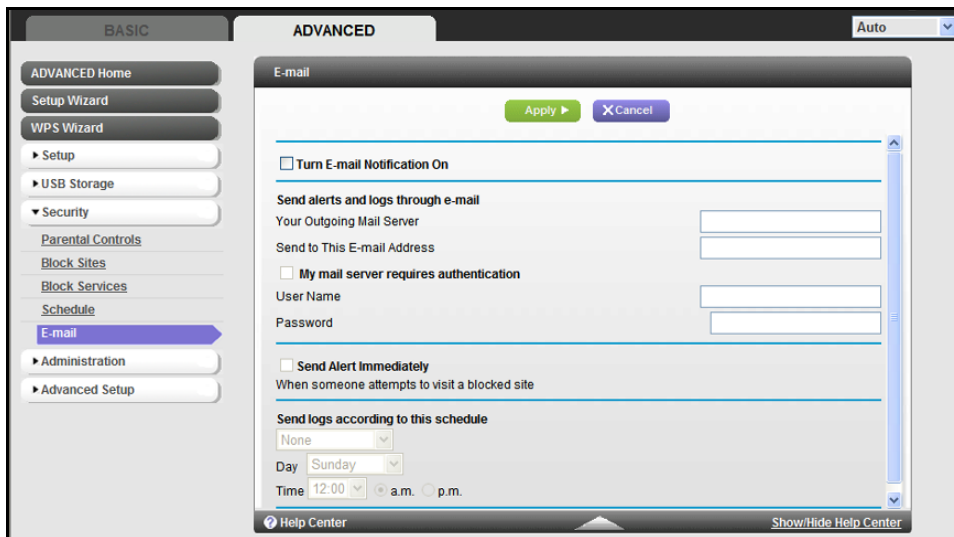 BASIC
ADVANCED
Auto
ADVANCED Home
Setup Wizard
WPS Wizard
Setup
USB Storage
Security
Parental Controls
Block Sites
Block Services
Schedule
E-mail
Administration
Advanced Setup
E-mail
Apply
Cancel
Turn E-mail Notification On
Send alerts and logs through e-mail
Your Outgoing Mail Server
Send to This E-mail Address
My mail server requires authentication
User Name
Password
Send Alert Immediately
When someone attempts to visit a blocked site
Send logs according to this schedule
None
Day Sunday
Time 12:00 a.m. p.m.
Help Center
Show/Hide Help Center